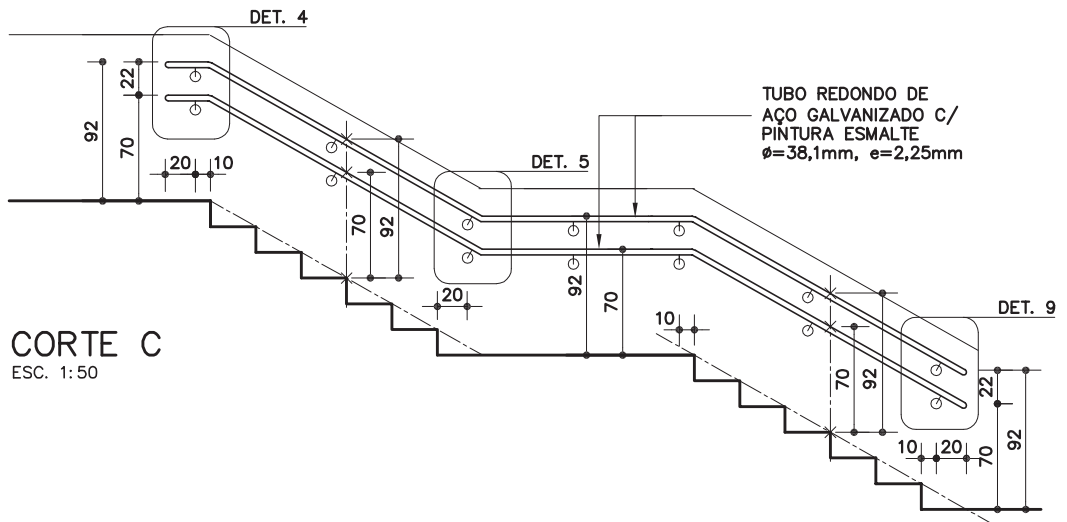 DET. 4
22
92
70
20
10
TUBO REDONDO DE
AÇO GALVANIZADO C/
PINTURA ESMALTE
ø=38,1mm, e=2,25mm
DET. 5
70
92
20
92
70
10
CORTE C
ESC. 1:50
DET. 9
70
92
22
10
20
70
92